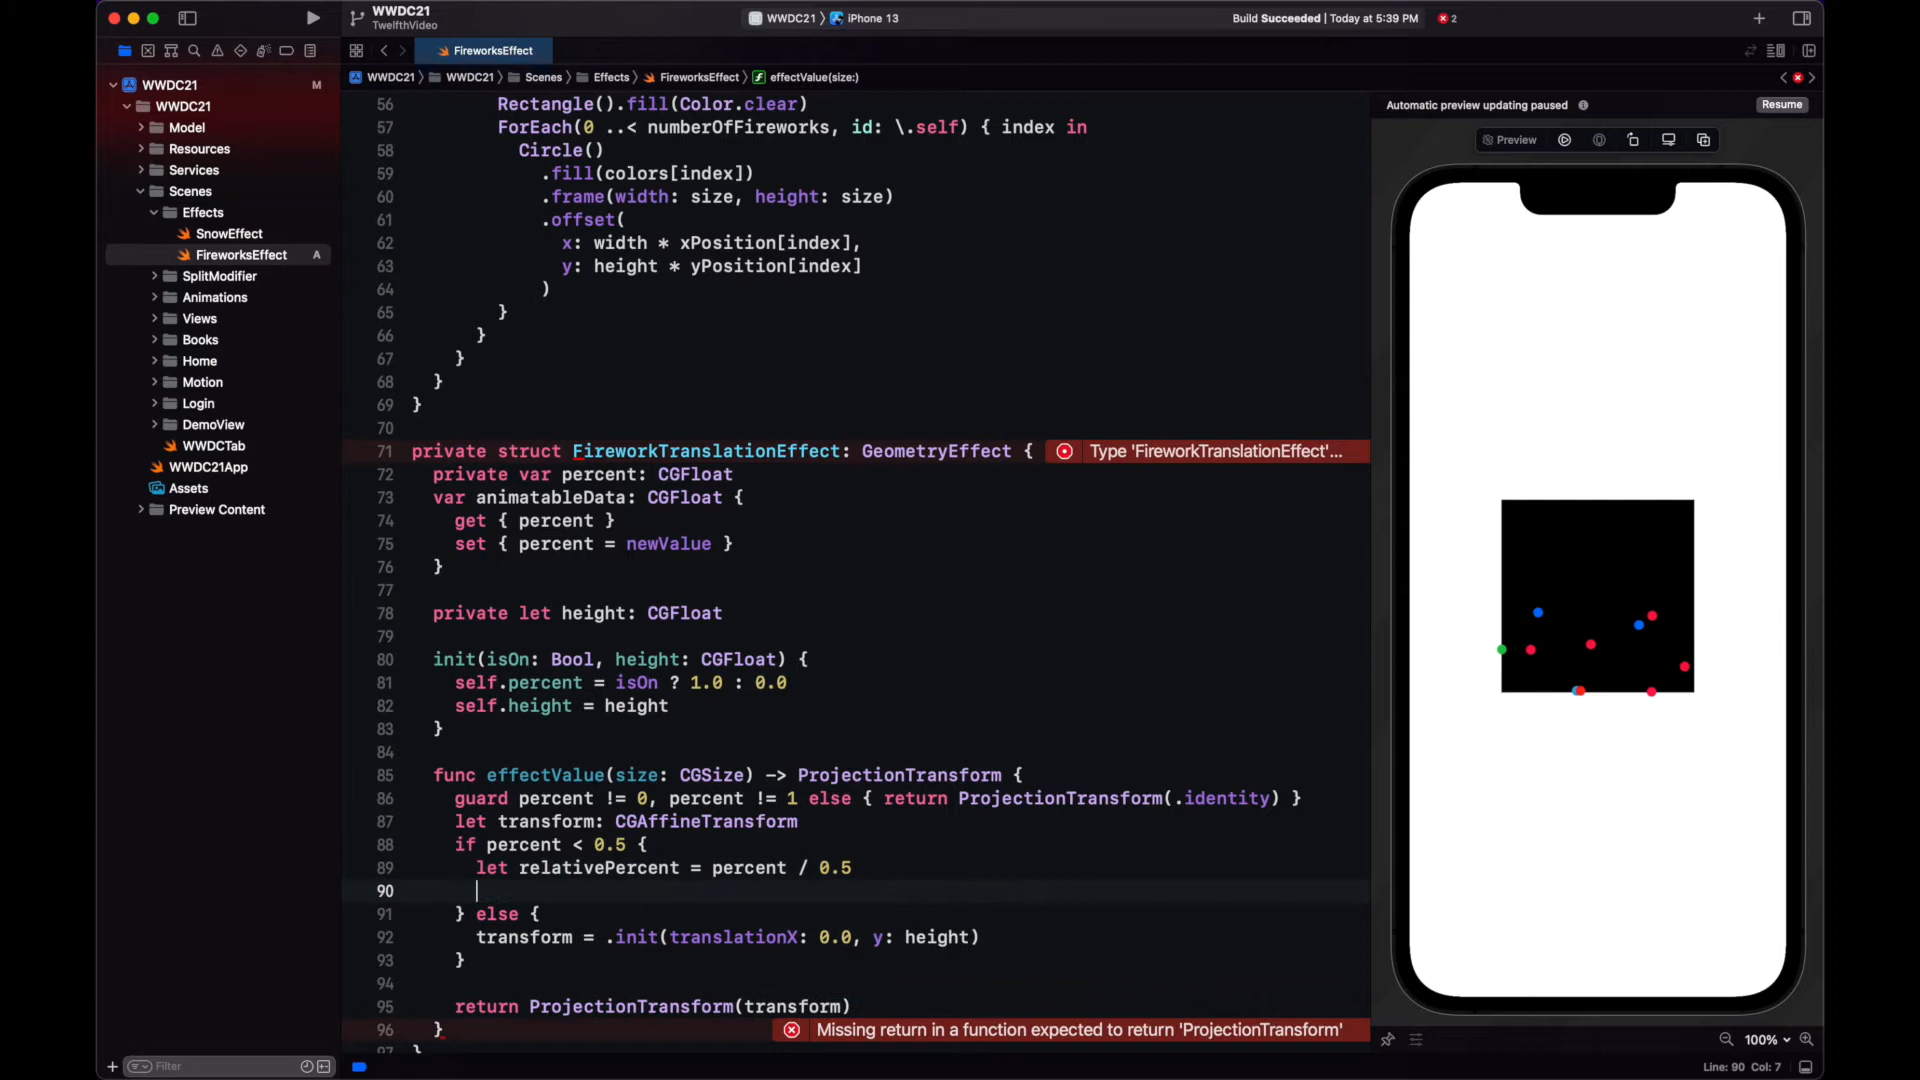 WWDC21
TwelfthVideo
WWDC21 〉 iPhone 13
Build Succeeded | Today at 5:39 PM
2
FireworksEffect
WWDC21 〉 WWDC21 〉 Scenes 〉 Effects 〉 FireworksEffect 〉 effectValue(size:)
WWDC21 M
WWDC21
Model
Resources
Services
Scenes
Effects
SnowEffect
FireworksEffect A
SplitModifier
Animations
Views
Books
Home
Motion
Login
DemoView
WWDCTab
WWDC21App
Assets
Preview Content
Filter
56 Rectangle().fill(Color.clear)
57 ForEach(0 ..< numberOfFireworks, id: \.self) { index in
58 Circle()
59 .fill(colors[index])
60 .frame(width: size, height: size)
61 .offset(
62 x: width * xPosition[index],
63 y: height * yPosition[index]
64 )
65 }
66 }
67 }
68 }
69 }
70
71 private struct FireworkTranslationEffect: GeometryEffect { Type 'FireworkTranslationEffect'...
72 private var percent: CGFloat
73 var animatableData: CGFloat {
74 get { percent }
75 set { percent = newValue }
76 }
77
78 private let height: CGFloat
79
80 init(isOn: Bool, height: CGFloat) {
81 self.percent = isOn ? 1.0 : 0.0
82 self.height = height
83 }
84
85 func effectValue(size: CGSize) -> ProjectionTransform {
86 guard percent != 0, percent != 1 else { return ProjectionTransform(.identity) }
87 let transform: CGAffineTransform
88 if percent < 0.5 {
89 let relativePercent = percent / 0.5
90
91 } else {
92 transform = .init(translationX: 0.0, y: height)
93 }
94
95 return ProjectionTransform(transform)
96 } Missing return in a function expected to return 'ProjectionTransform'
97 }
Automatic preview updating paused
Resume
Preview
100%
Line: 90 Col: 7